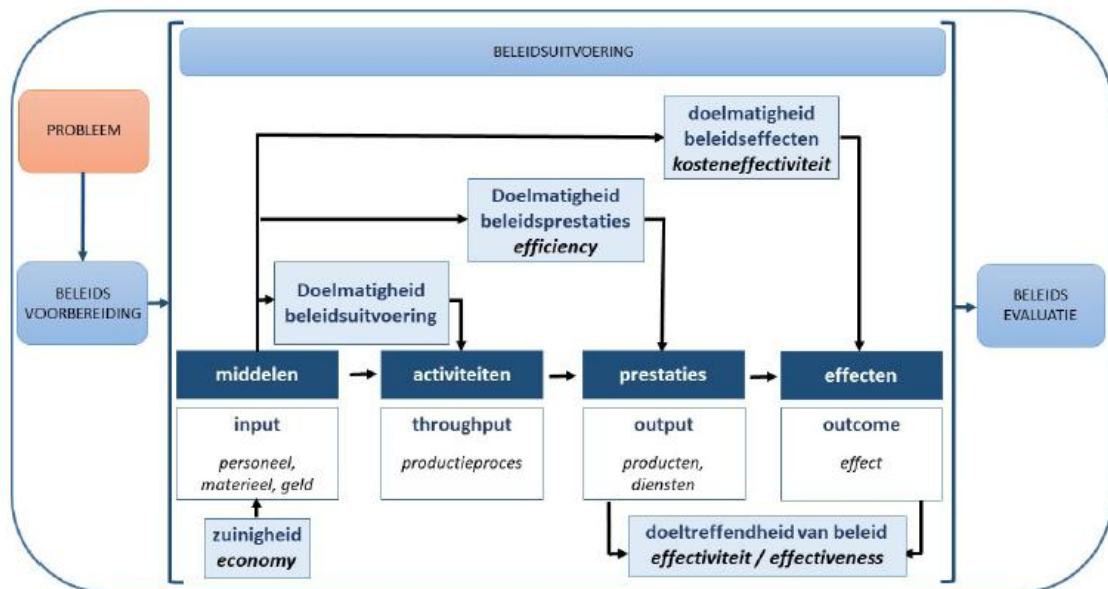 BELEIDSUITVOERING
PROBLEEM
BELEIDS
VOORBEREIDING
doelmatigheid
beleidseffecten
kosteneffectiviteit
Doelmatigheid
beleidsprestaties
efficiency
Doelmatigheid
beleidsuitvoering
middelen
activiteiten
prestaties
effecten
input
personeel,
materieel, geld
throughput
productieproces
output
producten,
diensten
outcome
effect
zuinigheid
economy
doeltreffendheid van beleid
effectiviteit / effectiveness
BELEIDS
EVALUATIE